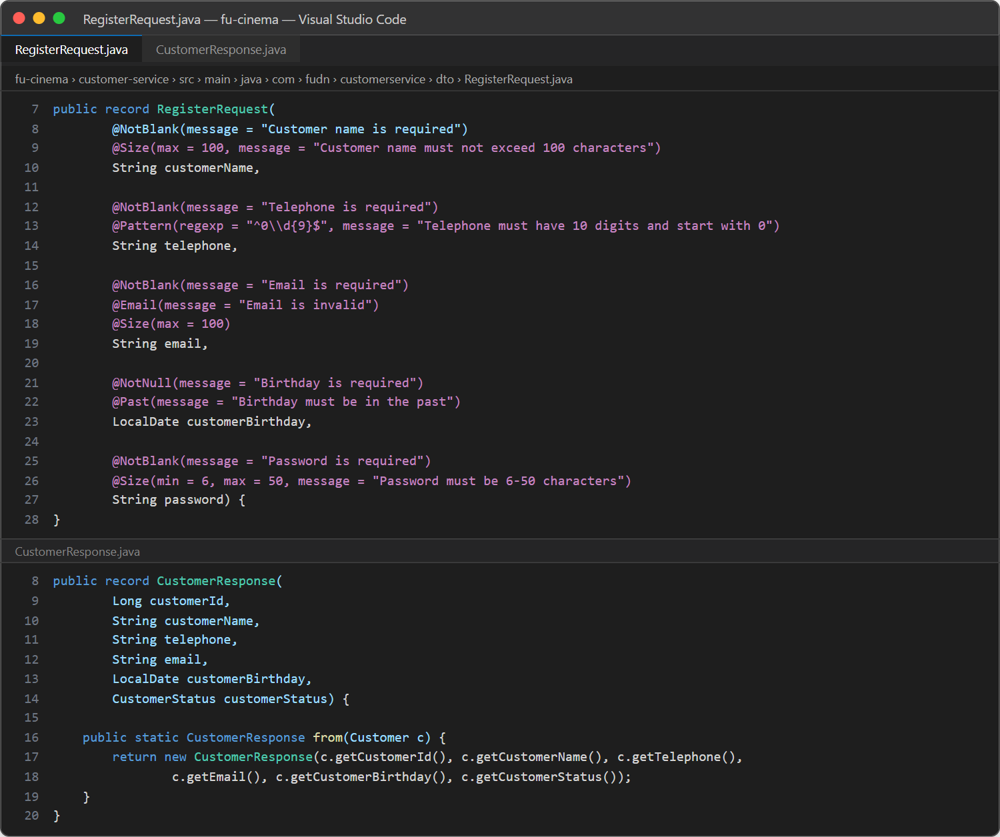 RegisterRequest.java — fu-cinema — Visual Studio Code
RegisterRequest.java CustomerResponse.java
fu-cinema › customer-service › src › main › java › com › fudn › customerservice › dto › RegisterRequest.java
7 public record RegisterRequest(
8 @NotBlank(message = "Customer name is required")
9 @Size(max = 100, message = "Customer name must not exceed 100 characters")
10 String customerName,
11
12 @NotBlank(message = "Telephone is required")
13 @Pattern(regexp = "^0\\d{9}$", message = "Telephone must have 10 digits and start with 0")
14 String telephone,
15
16 @NotBlank(message = "Email is required")
17 @Email(message = "Email is invalid")
18 @Size(max = 100)
19 String email,
20
21 @NotNull(message = "Birthday is required")
22 @Past(message = "Birthday must be in the past")
23 LocalDate customerBirthday,
24
25 @NotBlank(message = "Password is required")
26 @Size(min = 6, max = 50, message = "Password must be 6-50 characters")
27 String password) {
28 }
CustomerResponse.java
8 public record CustomerResponse(
9 Long customerId,
10 String customerName,
11 String telephone,
12 String email,
13 LocalDate customerBirthday,
14 CustomerStatus customerStatus) {
15
16 public static CustomerResponse from(Customer c) {
17 return new CustomerResponse(c.getCustomerId(), c.getCustomerName(), c.getTelephone(),
18 c.getEmail(), c.getCustomerBirthday(), c.getCustomerStatus());
19 }
20 }